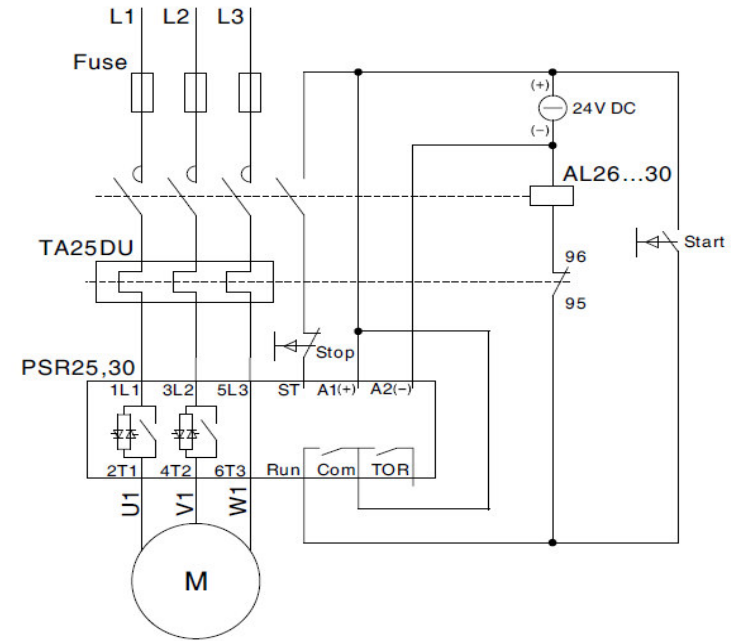 L1 L2 L3
Fuse
(+)
24V DC
(−)
AL26...30
TA25DU
Start
96
95
Stop
PSR25,30
1L1 3L2 5L3 ST A1(+) A2(−)
2T1 4T2 6T3 Run Com TOR
U1 V1 W1
M